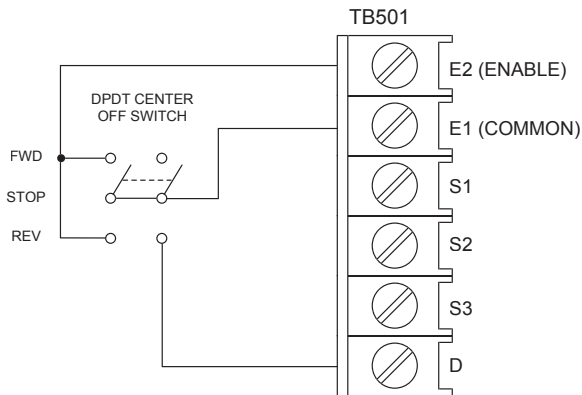 TB501
E2 (ENABLE)
DPDT CENTER
OFF SWITCH
E1 (COMMON)
FWD
STOP
S1
REV
S2
S3
D